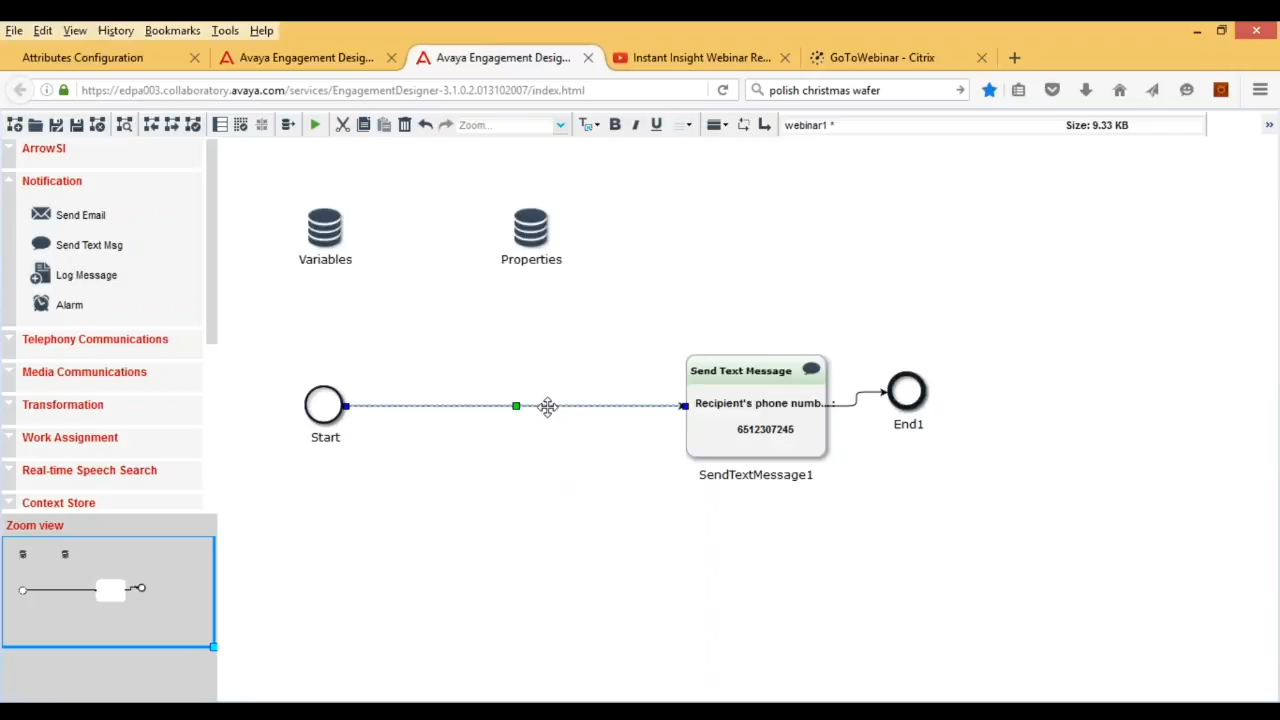 File Edit View History Bookmarks Tools Help
Attributes Configuration Avaya Engagement Desig... Avaya Engagement Desig... Instant Insight Webinar Re... GoToWebinar - Citrix
https://edpa003.collaboratory.avaya.com/services/EngagementDesigner-3.1.0.2.013102007/index.html polish christmas wafer
Zoom... B i U webinar1 * Size: 9.33 KB
ArrowSI
Notification
Send Email
Send Text Msg
Log Message
Alarm
Telephony Communications
Media Communications
Transformation
Work Assignment
Real-time Speech Search
Context Store
Zoom view
Variables Properties
Start
Send Text Message
Recipient's phone numb...:
6512307245
SendTextMessage1
End1